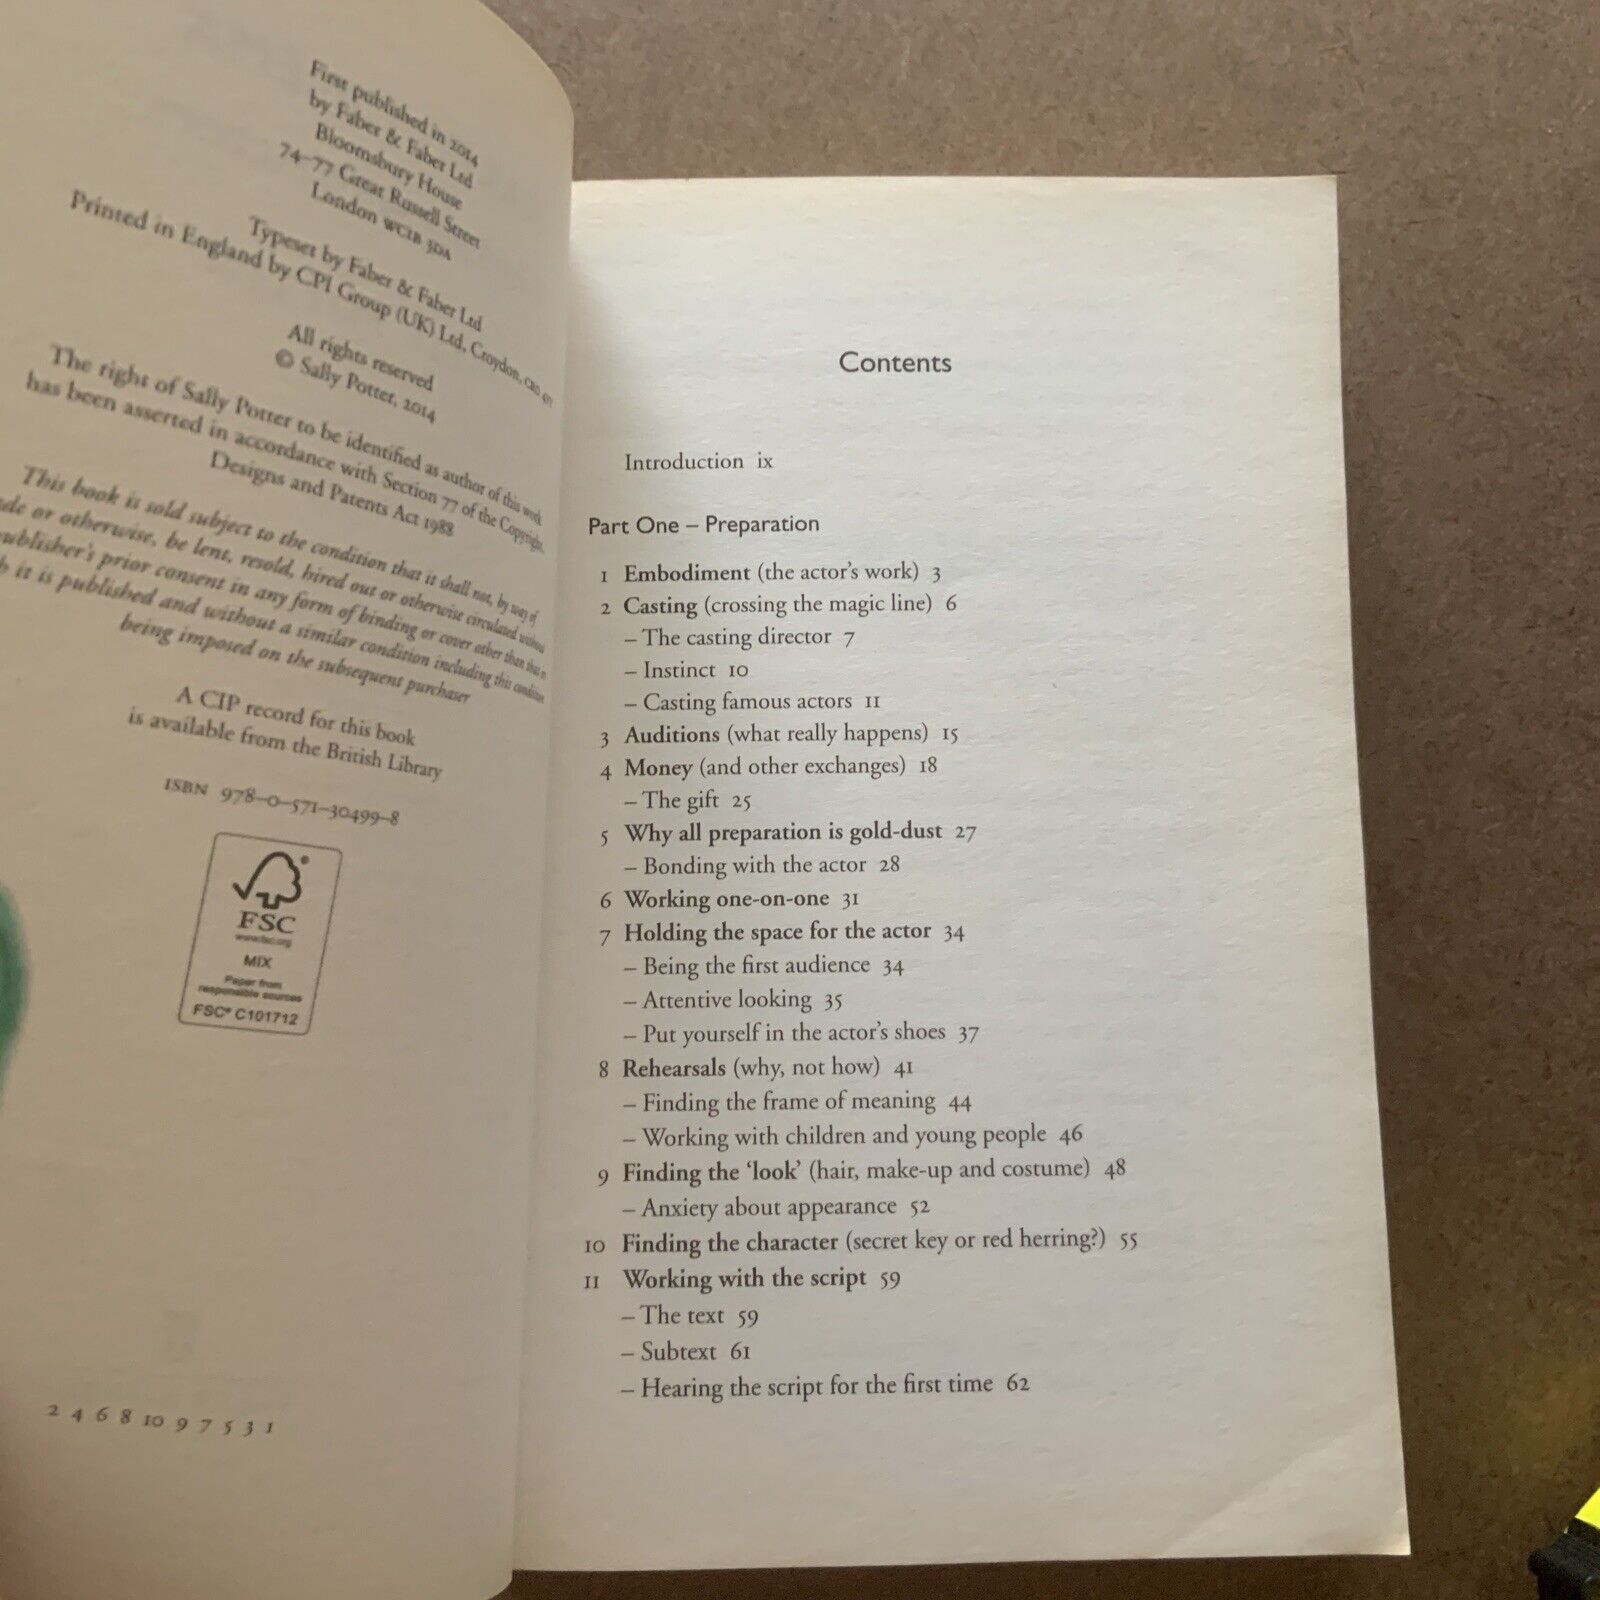 First published in 2014
by Faber & Faber Ltd
Bloomsbury House
74–77 Great Russell Street
London WC1B 3DA
Typeset by Faber & Faber Ltd
Printed in England by CPI Group (UK) Ltd, Croydon, CR0 4YY
All rights reserved
© Sally Potter, 2014
The right of Sally Potter to be identified as author of this work
has been asserted in accordance with Section 77 of the Copyright,
Designs and Patents Act 1988
This book is sold subject to the condition that it shall not, by way of
or otherwise, be lent, resold, hired out or otherwise circulated without
prior consent in any form of binding or cover other than that in
it is published and without a similar condition including this condition
being imposed on the subsequent purchaser
A CIP record for this book
is available from the British Library
ISBN 978–0–571–30499–8
FSC
www.fsc.org
MIX
Paper from
responsible sources
FSC® C101712
2 4 6 8 10 9 7 5 3 1
Contents
Introduction ix
Part One – Preparation
1 Embodiment (the actor's work) 3
2 Casting (crossing the magic line) 6
– The casting director 7
– Instinct 10
– Casting famous actors 11
3 Auditions (what really happens) 15
4 Money (and other exchanges) 18
– The gift 25
5 Why all preparation is gold-dust 27
– Bonding with the actor 28
6 Working one-on-one 31
7 Holding the space for the actor 34
– Being the first audience 34
– Attentive looking 35
– Put yourself in the actor's shoes 37
8 Rehearsals (why, not how) 41
– Finding the frame of meaning 44
– Working with children and young people 46
9 Finding the 'look' (hair, make-up and costume) 48
– Anxiety about appearance 52
10 Finding the character (secret key or red herring?) 55
11 Working with the script 59
– The text 59
– Subtext 61
– Hearing the script for the first time 62